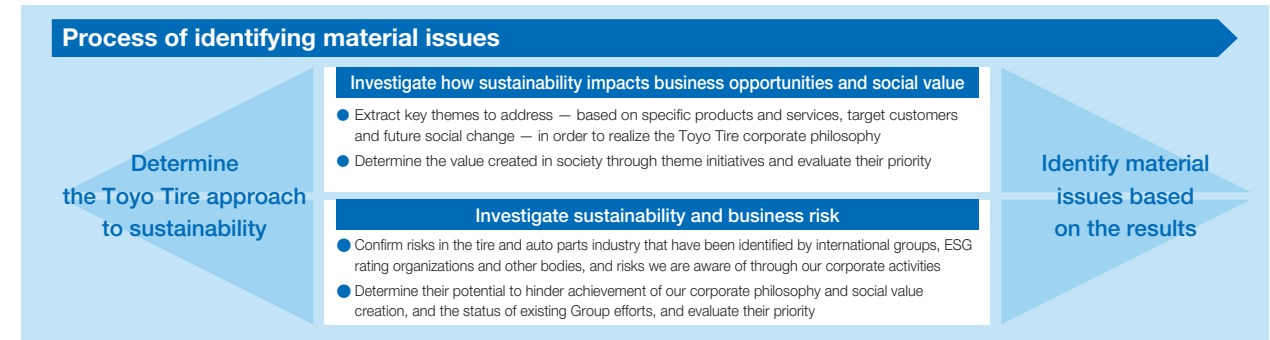 Process of identifying material issues
Determine
the Toyo Tire approach
to sustainability
Investigate how sustainability impacts business opportunities and social value
● Extract key themes to address — based on specific products and services, target customers
and future social change — in order to realize the Toyo Tire corporate philosophy
● Determine the value created in society through theme initiatives and evaluate their priority
Investigate sustainability and business risk
● Confirm risks in the tire and auto parts industry that have been identified by international groups, ESG
rating organizations and other bodies, and risks we are aware of through our corporate activities
● Determine their potential to hinder achievement of our corporate philosophy and social value
creation, and the status of existing Group efforts, and evaluate their priority
Identify material
issues based
on the results